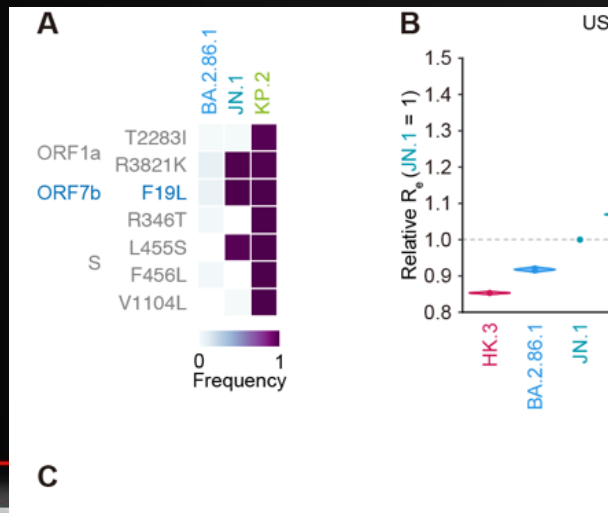 A
BA.2.86.1
JN.1
KP.2
ORF1a
T2283I
R3821K
ORF7b
F19L
S
R346T
L455S
F456L
V1104L
0
1
Frequency
B
US
Relative Re (JN.1 = 1)
1.5
1.4
1.3
1.2
1.1
1.0
0.9
0.8
HK.3
BA.2.86.1
JN.1
C